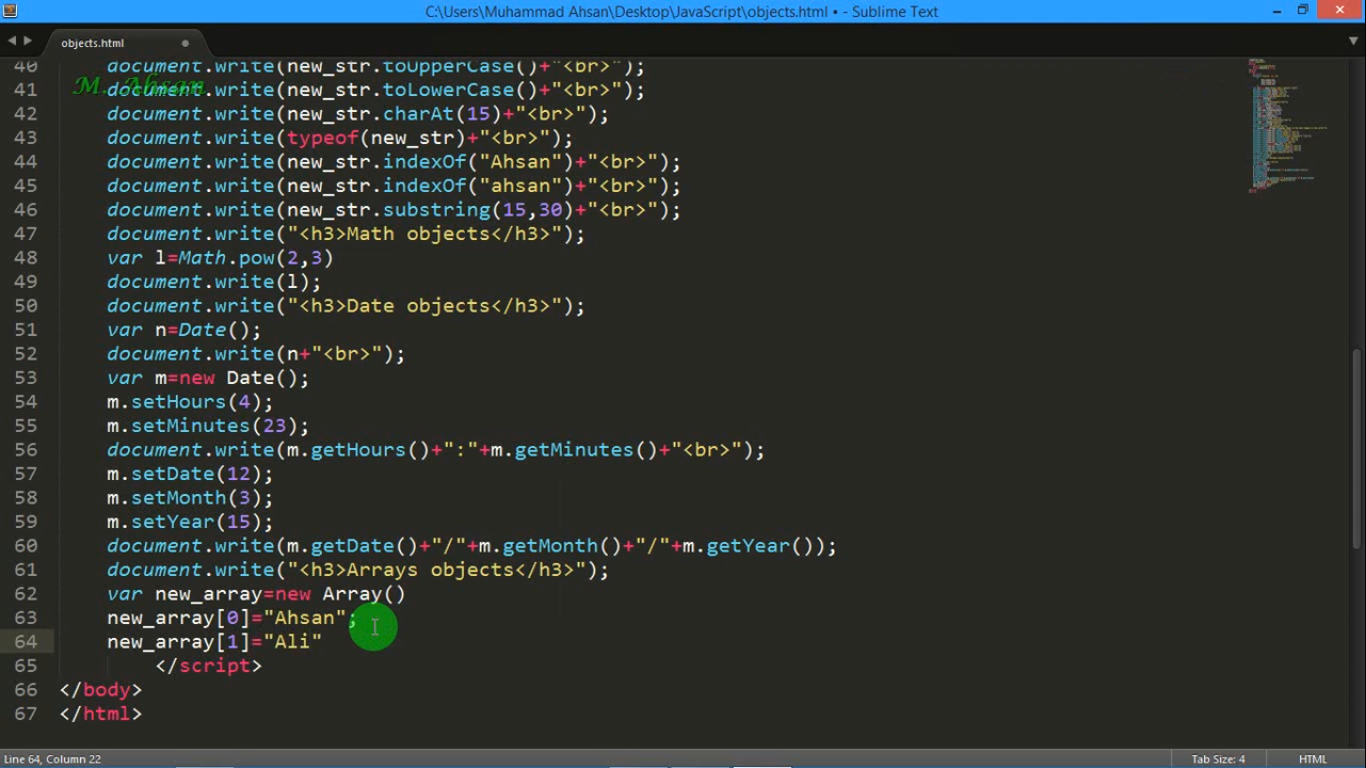 C:\Users\Muhammad Ahsan\Desktop\JavaScript\objects.html • - Sublime Text
objects.html
M. Ahsan
40 document.write(new_str.toUpperCase()+"<br>");
41 document.write(new_str.toLowerCase()+"<br>");
42 document.write(new_str.charAt(15)+"<br>");
43 document.write(typeof(new_str)+"<br>");
44 document.write(new_str.indexOf("Ahsan")+"<br>");
45 document.write(new_str.indexOf("ahsan")+"<br>");
46 document.write(new_str.substring(15,30)+"<br>");
47 document.write("<h3>Math objects</h3>");
48 var l=Math.pow(2,3)
49 document.write(l);
50 document.write("<h3>Date objects</h3>");
51 var n=Date();
52 document.write(n+"<br>");
53 var m=new Date();
54 m.setHours(4);
55 m.setMinutes(23);
56 document.write(m.getHours()+":"+m.getMinutes()+"<br>");
57 m.setDate(12);
58 m.setMonth(3);
59 m.setYear(15);
60 document.write(m.getDate()+"/"+m.getMonth()+"/"+m.getYear());
61 document.write("<h3>Arrays objects</h3>");
62 var new_array=new Array()
63 new_array[0]="Ahsan";
64 new_array[1]="Ali"
65 </script>
66 </body>
67 </html>
Line 64, Column 22
Tab Size: 4
HTML